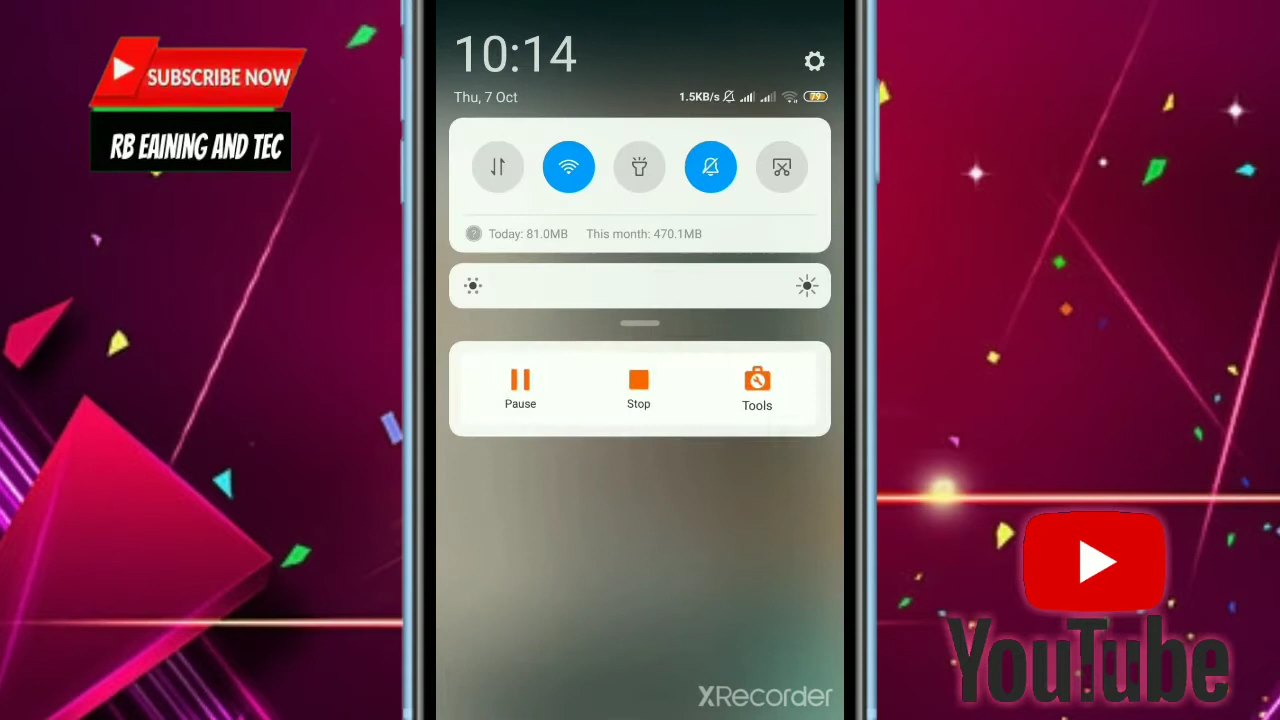 SUBSCRIBE NOW
RB EAINING AND TEC
10:14
Thu, 7 Oct
1.5KB/s
79
Today: 81.0MB This month: 470.1MB
Pause Stop Tools
XRecorder
YouTube